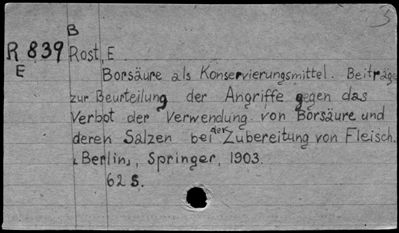 B
R 839 Rost, E
E
Borsäure als Konservierungsmittel. Beiträge
zur Beurteilung der Angriffe gegen das
Verbot der Verwendung von Borsäure und
deren Salzen bei der Zubereitung von Fleisch.
Berlin, Springer, 1903.
62 S.